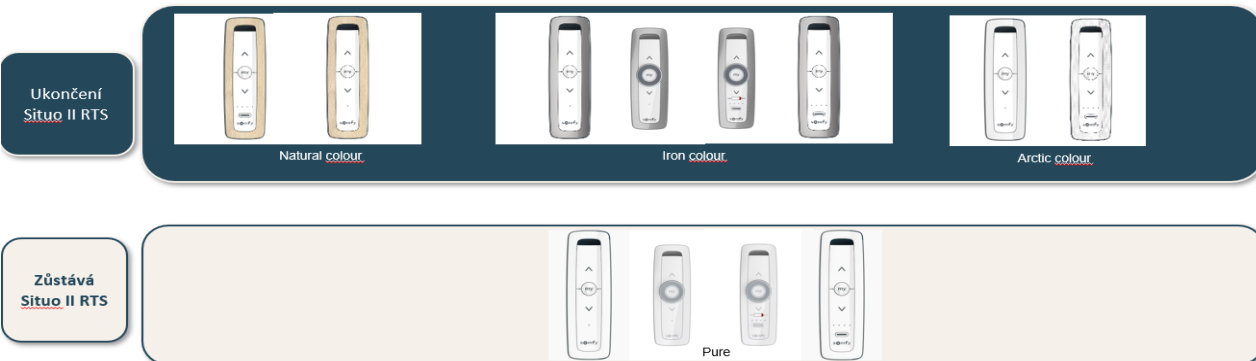 Ukončení
Situo II RTS
Natural colour
Iron colour
Arctic colour
Zůstává
Situo II RTS
Pure